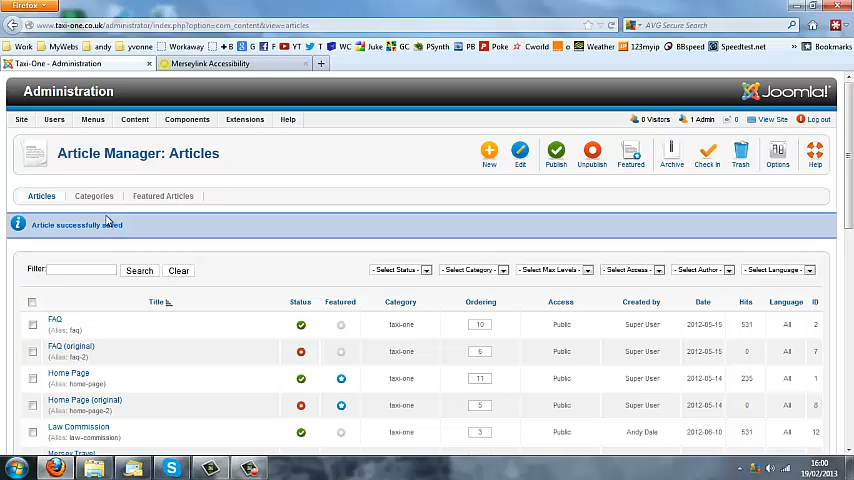 Firefox
www.taxi-one.co.uk/administrator/index.php?option=com_content&view=articles
AVG Secure Search
Work MyWebs andy yvonne Workaway B G F YT T WC Juke GC PSynth PB Poke Cworld o Weather 123myip BBspeed Speedtest.net Bookmarks
Taxi-One - Administration Merseylink Accessibility
Administration Joomla!
Site Users Menus Content Components Extensions Help 0 Visitors 1 Admin 0 View Site Log out
Article Manager: Articles New Edit Publish Unpublish Featured Archive Check In Trash Options Help
Articles Categories Featured Articles
Article successfully saved
Filter: Search Clear - Select Status - - Select Category - - Select Max Levels - - Select Access - - Select Author - - Select Language -
Title Status Featured Category Ordering Access Created by Date Hits Language ID
FAQ
(Alias: faq) taxi-one 10 Public Super User 2012-05-15 531 All 2
FAQ (original)
(Alias: faq-2) taxi-one 6 Public Super User 2012-05-15 0 All 7
Home Page
(Alias: home-page) taxi-one 11 Public Super User 2012-05-14 235 All 1
Home Page (original)
(Alias: home-page-2) taxi-one 5 Public Super User 2012-05-14 0 All 8
Law Commission
(Alias: law-commission) taxi-one 3 Public Andy Dale 2012-06-10 531 All 12
Mersey Travel
16:00
19/02/2013